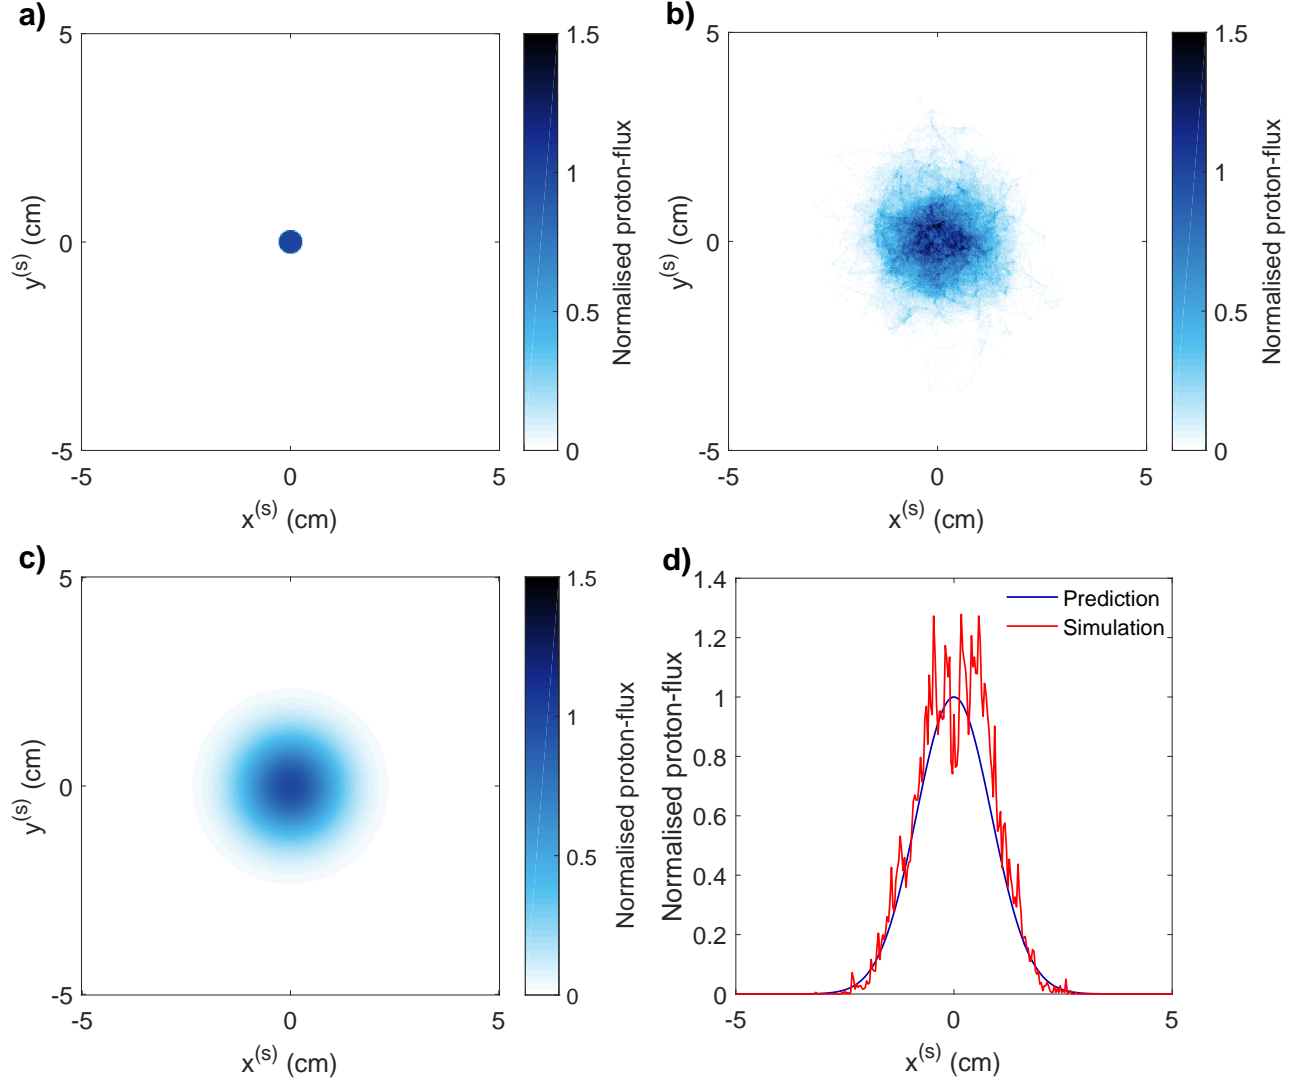 a)
5
0
-5
y(s) (cm)
-5
0
5
x(s) (cm)
1.5
1
0.5
0
Normalised proton-flux
b)
5
0
-5
y(s) (cm)
-5
0
5
x(s) (cm)
1.5
1
0.5
0
Normalised proton-flux
c)
5
0
-5
y(s) (cm)
-5
0
5
x(s) (cm)
1.5
1
0.5
0
Normalised proton-flux
d)
1.4
1.2
1
0.8
0.6
0.4
0.2
0
Normalised proton-flux
Prediction
Simulation
-5
0
5
x(s) (cm)